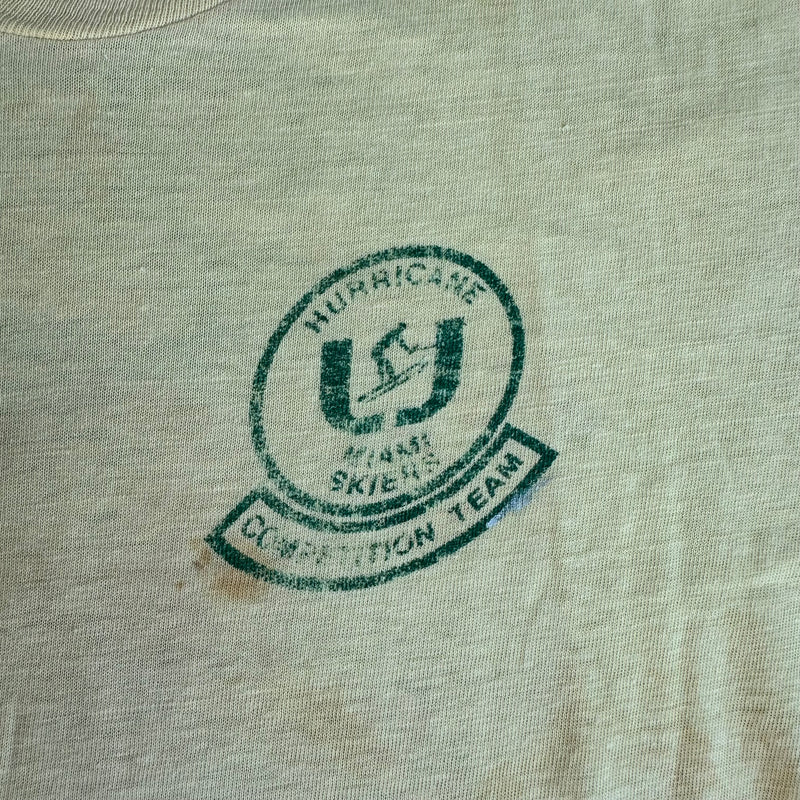 HURRICANE
U
MIAMI
SKIERS
COMPETITION TEAM